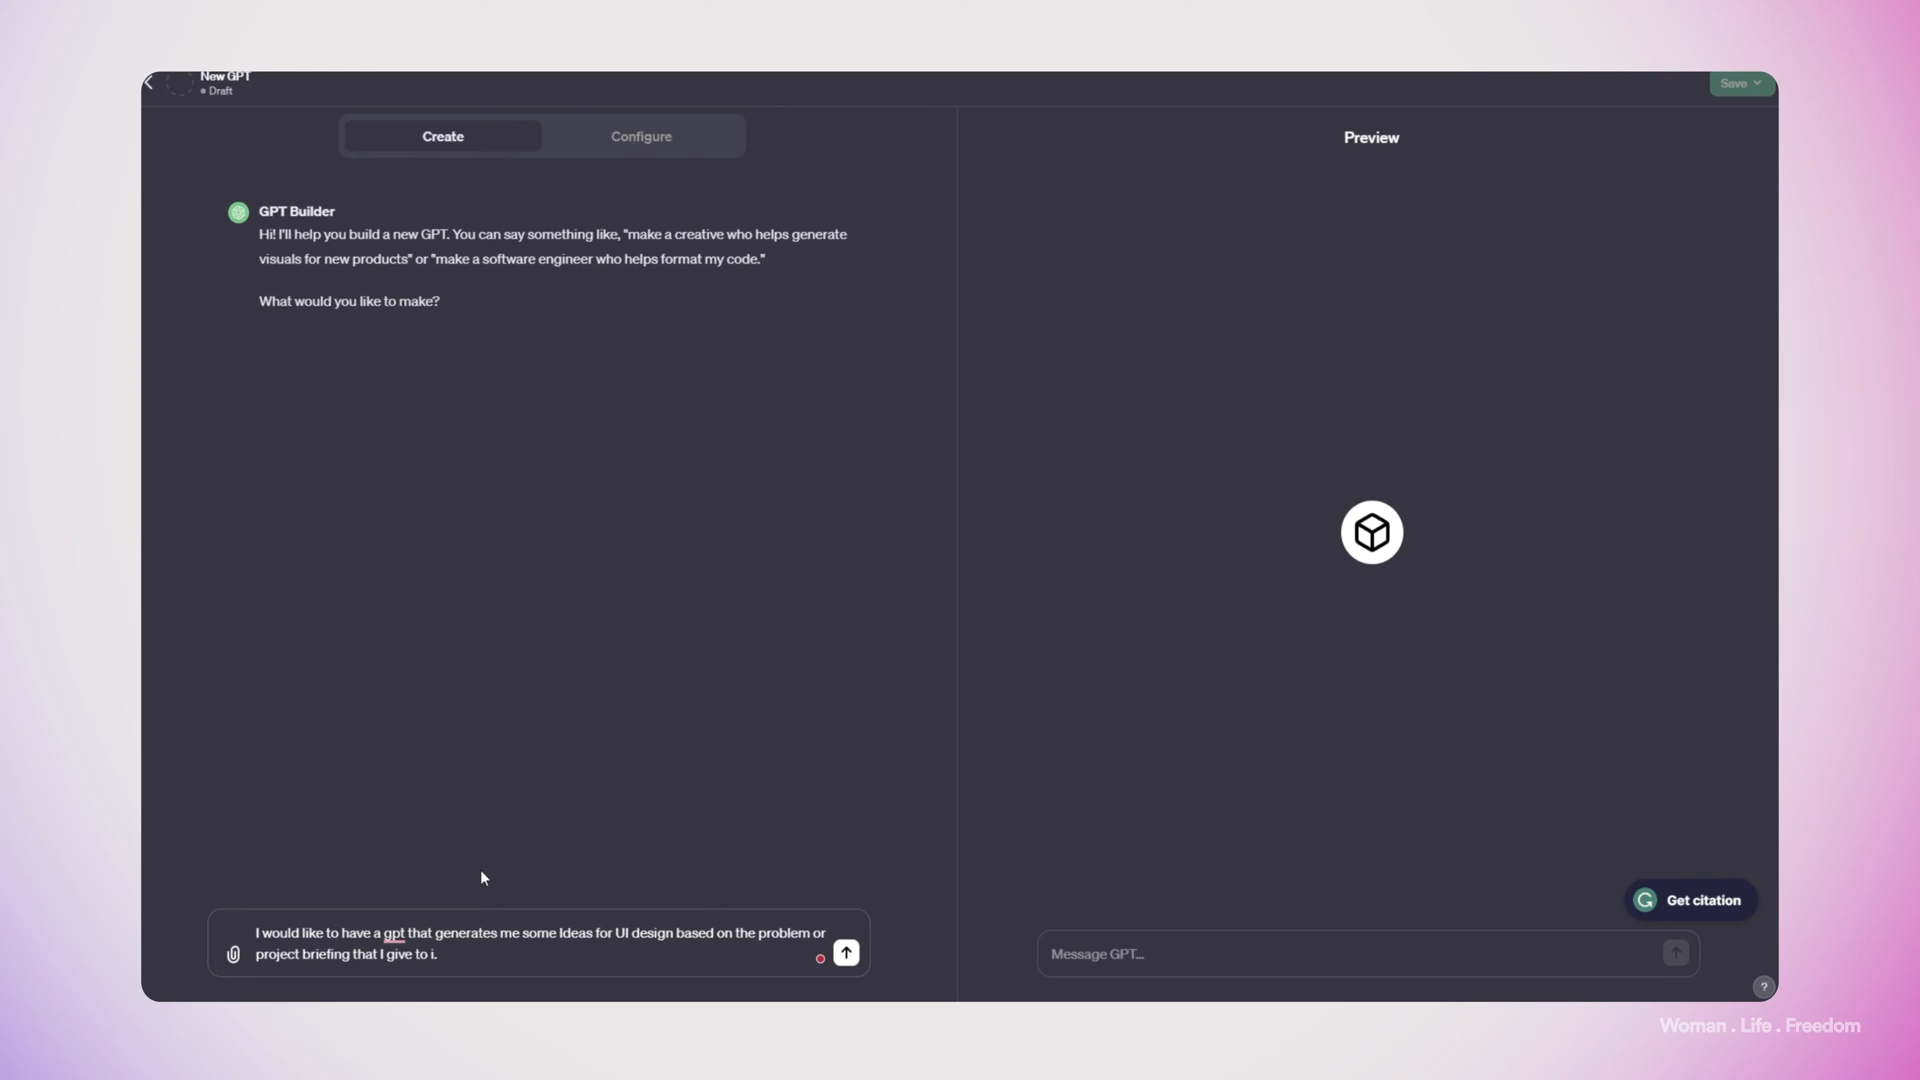 New GPT
Draft
Save
Create
Configure
Preview
GPT Builder
Hi! I'll help you build a new GPT. You can say something like, "make a creative who helps generate
visuals for new products" or "make a software engineer who helps format my code."
What would you like to make?
Get citation
I would like to have a gpt that generates me some Ideas for UI design based on the problem or
project briefing that I give to i.
Message GPT...
?
Woman . Life . Freedom